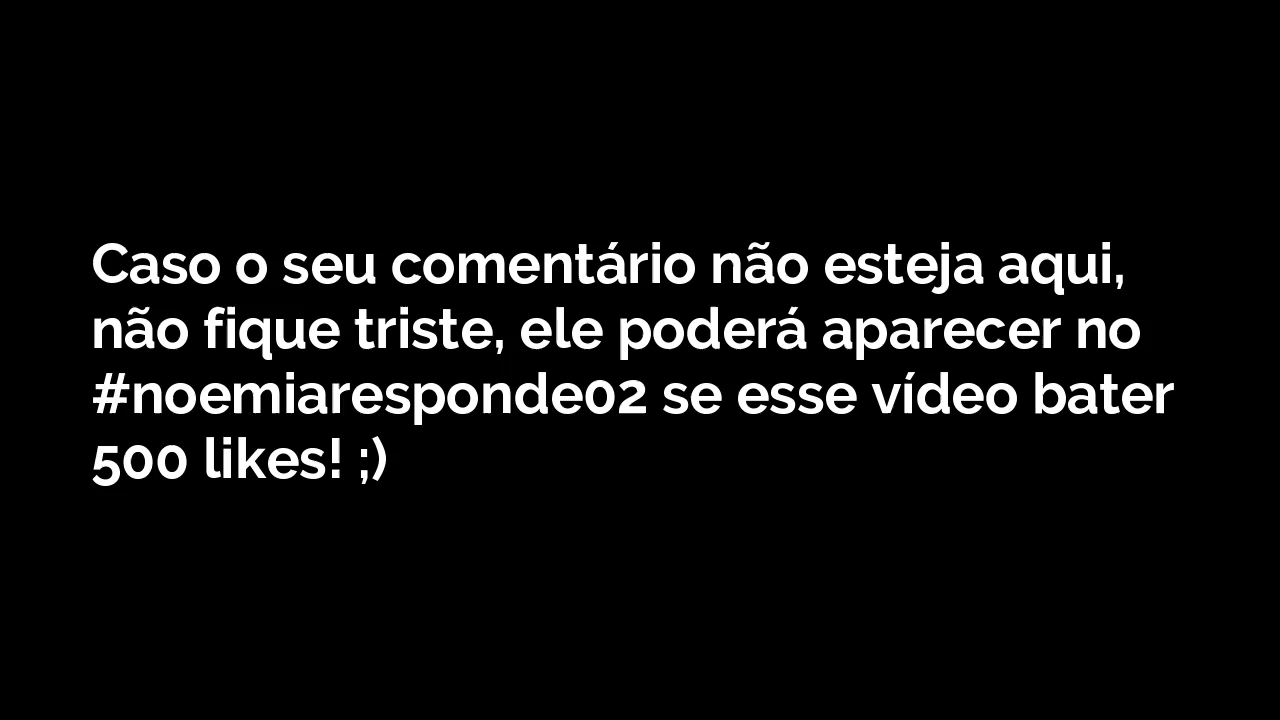 Caso o seu comentário não esteja aqui,
não fique triste, ele poderá aparecer no
#noemiaresponde02 se esse vídeo bater
500 likes! ;)